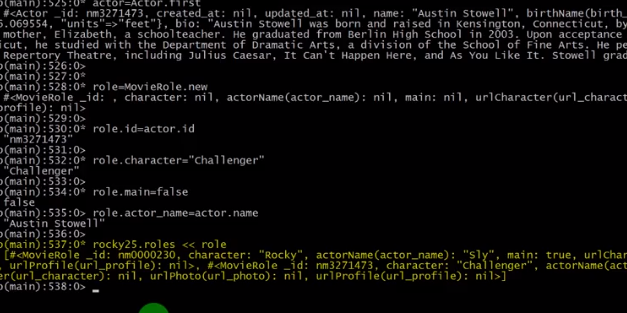 o(main):525:0* actor=Actor.first
#<Actor _id: nm3271473, created_at: nil, updated_at: nil, name: "Austin Stowell", birthName(birth_
6.069554, "units"=>"feet"}, bio: "Austin Stowell was born and raised in Kensington, Connecticut, by
mother, Elizabeth, a schoolteacher. He graduated from Berlin High School in 2003. Upon acceptance
icut, he studied with the Department of Dramatic Arts, a division of the School of Fine Arts. He pe
Repertory Theatre, including Julius Caesar, It Can't Happen Here, and As You Like It. Stowell grad
o(main):526:0>
o(main):527:0*
o(main):528:0* role=MovieRole.new
#<MovieRole _id: , character: nil, actorName(actor_name): nil, main: nil, urlCharacter(url_charact
profile): nil>
o(main):529:0>
o(main):530:0* role.id=actor.id
"nm3271473"
o(main):531:0>
o(main):532:0* role.character="Challenger"
"Challenger"
o(main):533:0>
o(main):534:0* role.main=false
false
o(main):535:0> role.actor_name=actor.name
"Austin Stowell"
o(main):536:0>
o(main):537:0* rocky25.roles << role
[#<MovieRole _id: nm0000230, character: "Rocky", actorName(actor_name): "Sly", main: true, urlChar
, urlProfile(url_profile): nil>, #<MovieRole _id: nm3271473, character: "Challenger", actorName(act
er(url_character): nil, urlPhoto(url_photo): nil, urlProfile(url_profile): nil>]
o(main):538:0> _